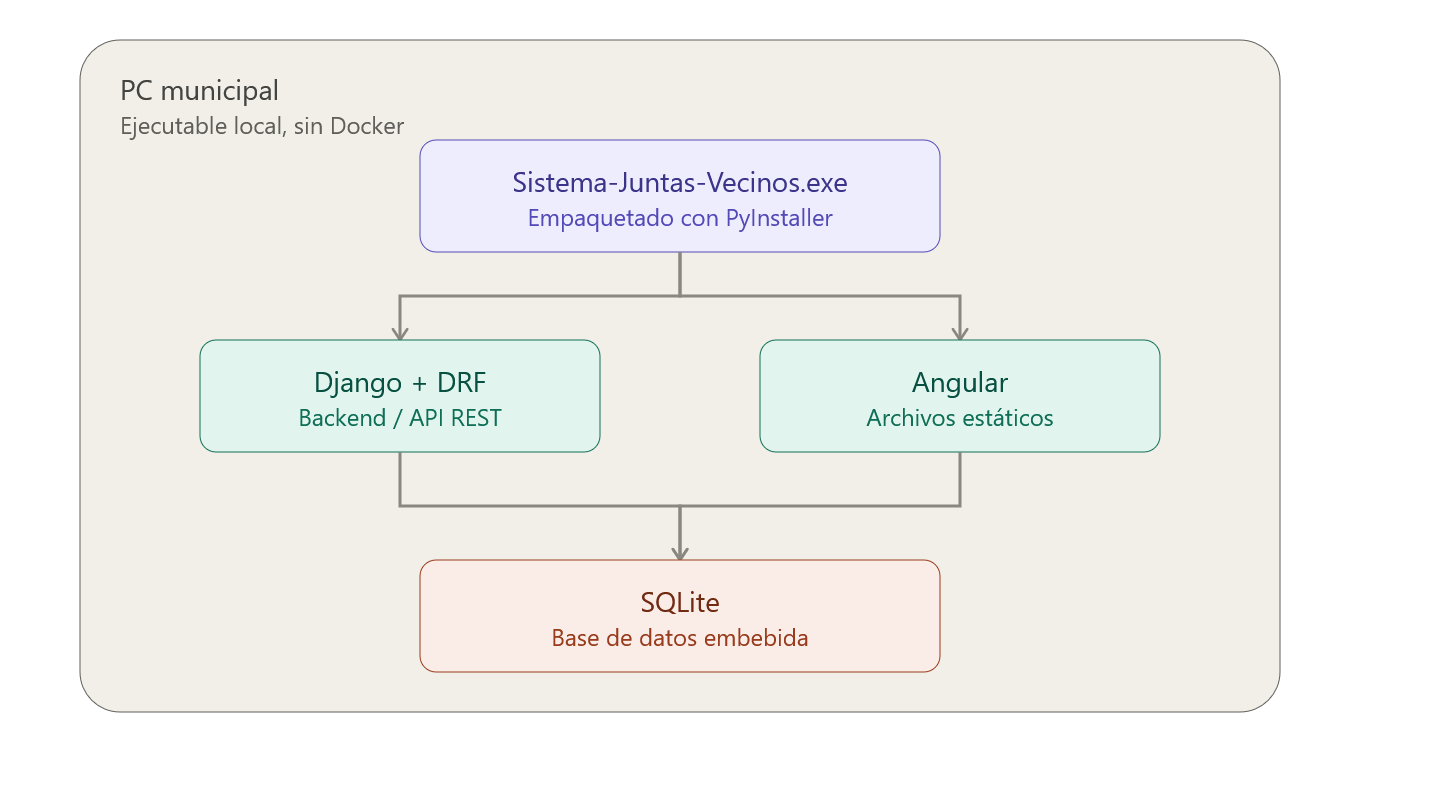 PC municipal
Ejecutable local, sin Docker
Sistema-Juntas-Vecinos.exe
Empaquetado con PyInstaller
Django + DRF
Backend / API REST
Angular
Archivos estáticos
SQLite
Base de datos embebida